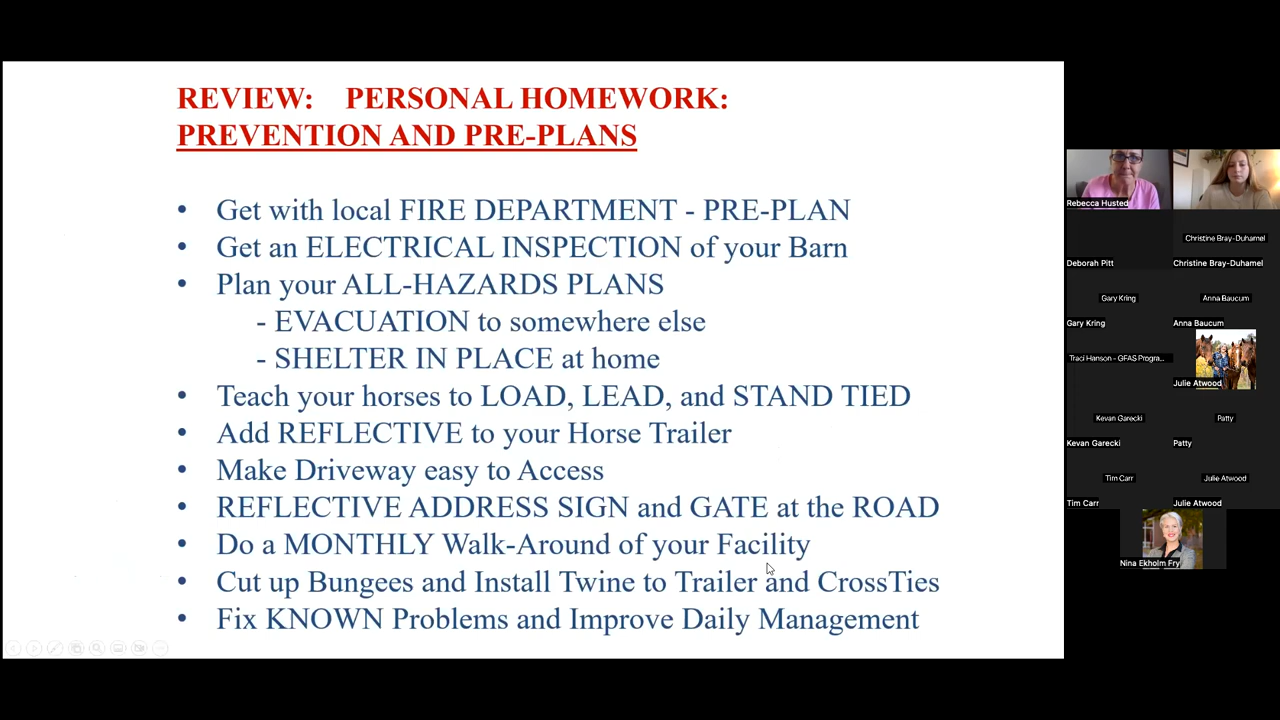 REVIEW: PERSONAL HOMEWORK:
PREVENTION AND PRE-PLANS
• Get with local FIRE DEPARTMENT - PRE-PLAN
• Get an ELECTRICAL INSPECTION of your Barn
• Plan your ALL-HAZARDS PLANS
- EVACUATION to somewhere else
- SHELTER IN PLACE at home
• Teach your horses to LOAD, LEAD, and STAND TIED
• Add REFLECTIVE to your Horse Trailer
• Make Driveway easy to Access
• REFLECTIVE ADDRESS SIGN and GATE at the ROAD
• Do a MONTHLY Walk-Around of your Facility
• Cut up Bungees and Install Twine to Trailer and CrossTies
• Fix KNOWN Problems and Improve Daily Management
Rebecca Husted
Christine Bray-Duhamel
Deborah Pitt
Christine Bray-Duhamel
Gary Kring
Anna Baucum
Gary Kring
Anna Baucum
Traci Hanson - GFAS Progra...
Julie Atwood
Kevan Garecki
Patty
Kevan Garecki
Patty
Tim Carr
Julie Atwood
Tim Carr
Julie Atwood
Nina Ekholm Fry